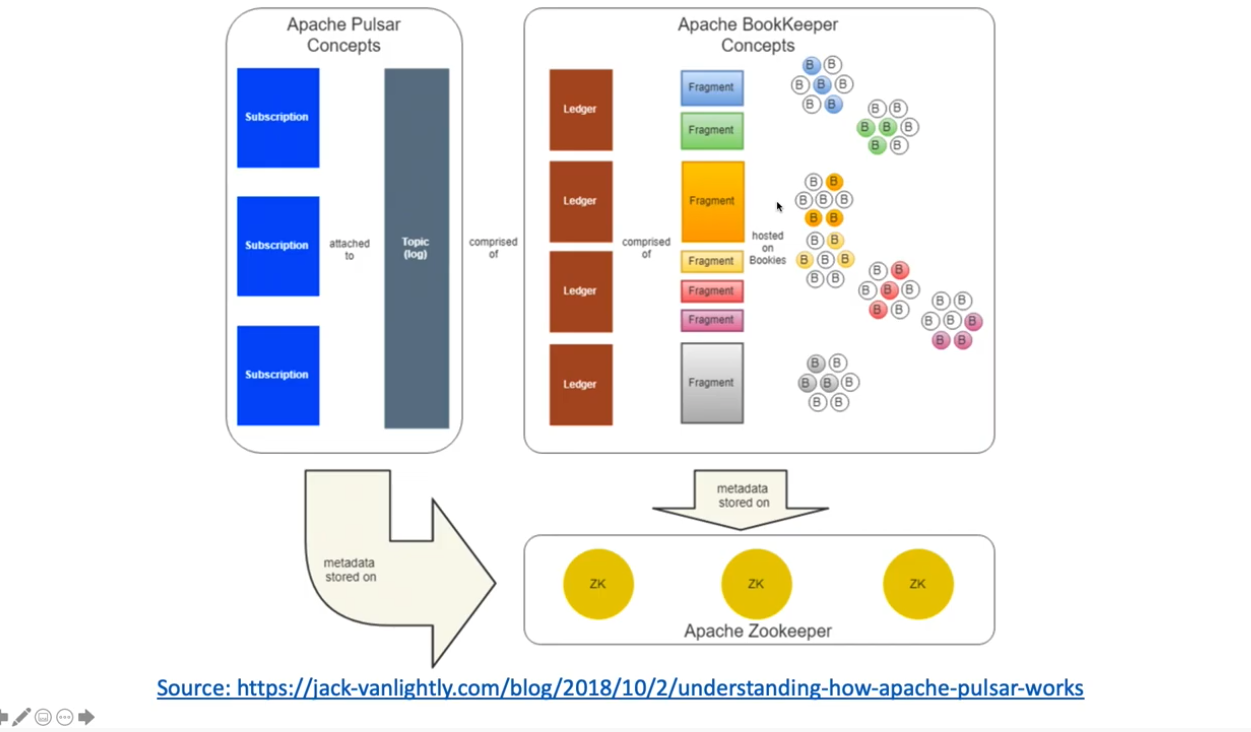 Apache Pulsar
Concepts
Subscription
Subscription
Subscription
attached
to
Topic
(log)
comprised
of
Apache BookKeeper
Concepts
Ledger
Ledger
Ledger
Ledger
comprised
of
Fragment
Fragment
Fragment
Fragment
Fragment
Fragment
Fragment
hosted
on
Bookies
B B
B B B
B B
B B
B B B
B B
B B
B B B
B B
B B
B B B
B B
B B
B B B
B B
B B
B B B
B B
B B
B B B
B B
metadata
stored on
metadata
stored on
ZK ZK ZK
Apache Zookeeper
Source: https://jack-vanlightly.com/blog/2018/10/2/understanding-how-apache-pulsar-works